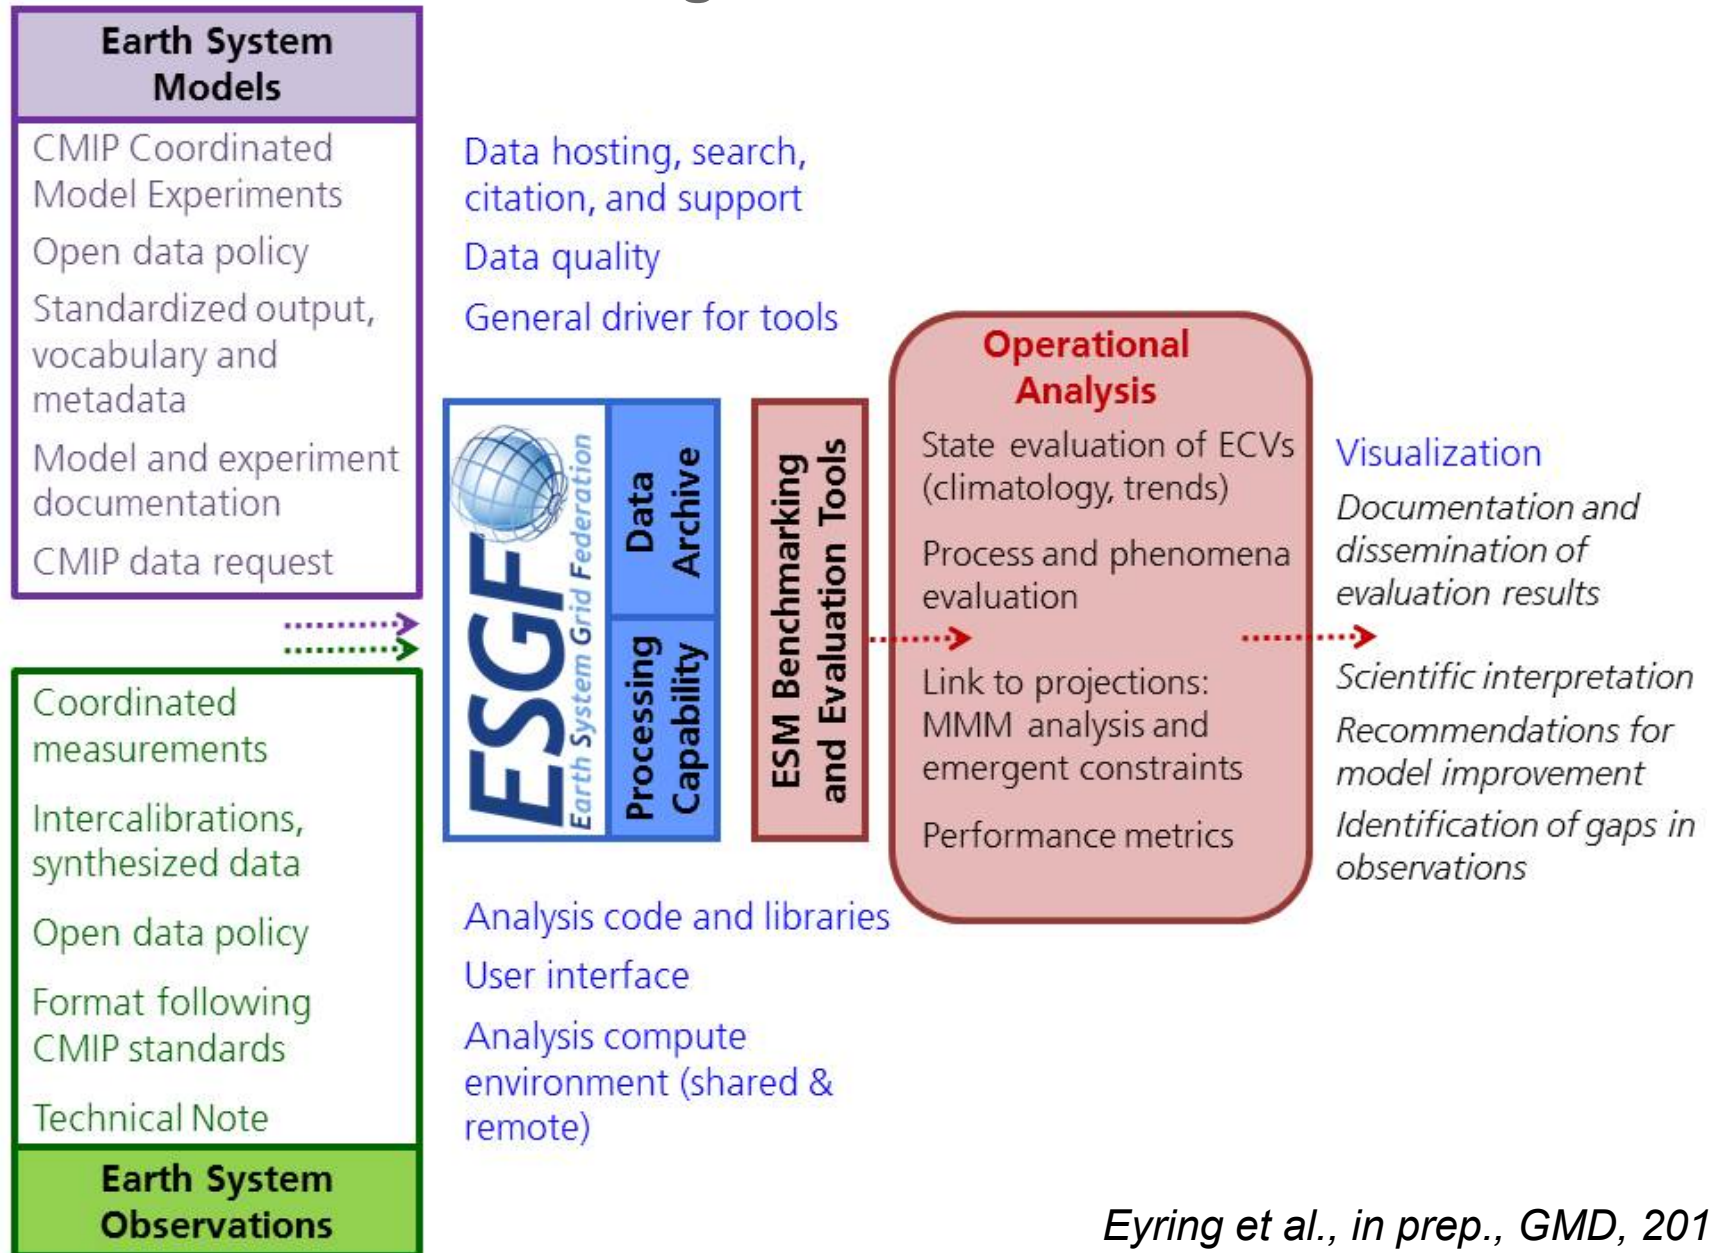 Earth System
Models
CMIP Coordinated
Model Experiments
Open data policy
Standardized output,
vocabulary and
metadata
Model and experiment
documentation
CMIP data request
Coordinated
measurements
Intercalibrations,
synthesized data
Open data policy
Format following
CMIP standards
Technical Note
Earth System
Observations
Data hosting, search,
citation, and support
Data quality
General driver for tools
ESGF
Earth System Grid Federation
Data
Archive
Processing
Capability
Analysis code and libraries
User interface
Analysis compute
environment (shared &
remote)
ESM Benchmarking
and Evaluation Tools
Operational
Analysis
State evaluation of ECVs
(climatology, trends)
Process and phenomena
evaluation
Link to projections:
MMM analysis and
emergent constraints
Performance metrics
Visualization
Documentation and
dissemination of
evaluation results
Scientific interpretation
Recommendations for
model improvement
Identification of gaps in
observations
Eyring et al., in prep., GMD, 201